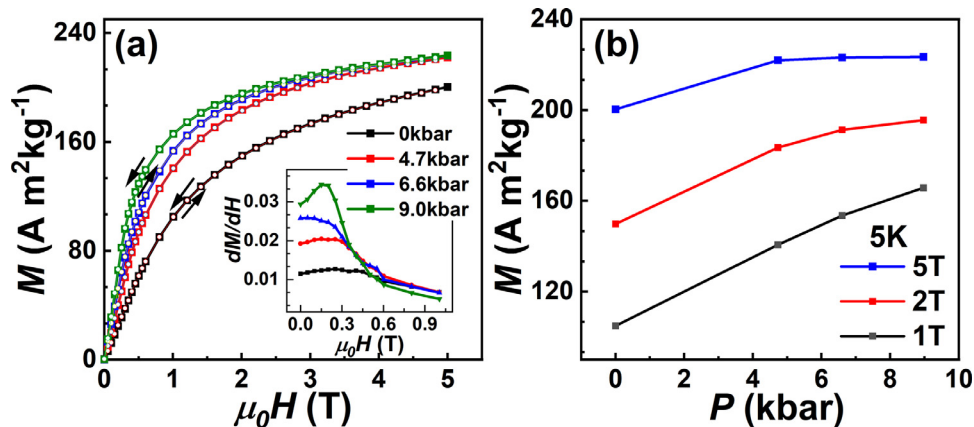 (a)
240
160
80
0
M (A m²kg⁻¹)
0 1 2 3 4 5
μ₀H (T)
0kbar
4.7kbar
6.6kbar
9.0kbar
dM/dH
0.03
0.02
0.01
0.0 0.3 0.6 0.9
μ₀H (T)
(b)
240
200
160
120
M (A m²kg⁻¹)
0 2 4 6 8 10
P (kbar)
5K
5T
2T
1T